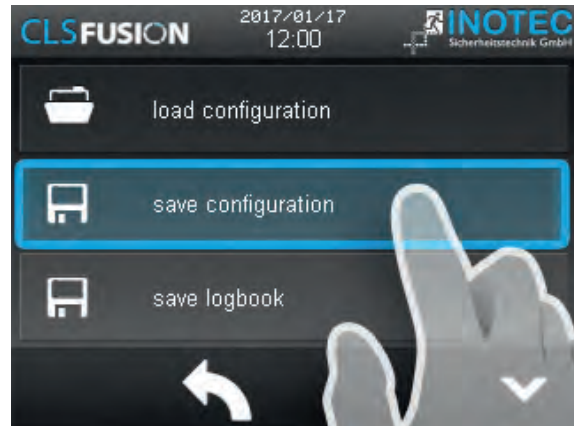 CLSFUSION
2017/01/17
12:00
INOTEC
Sicherheitstechnik GmbH
load configuration
save configuration
save logbook